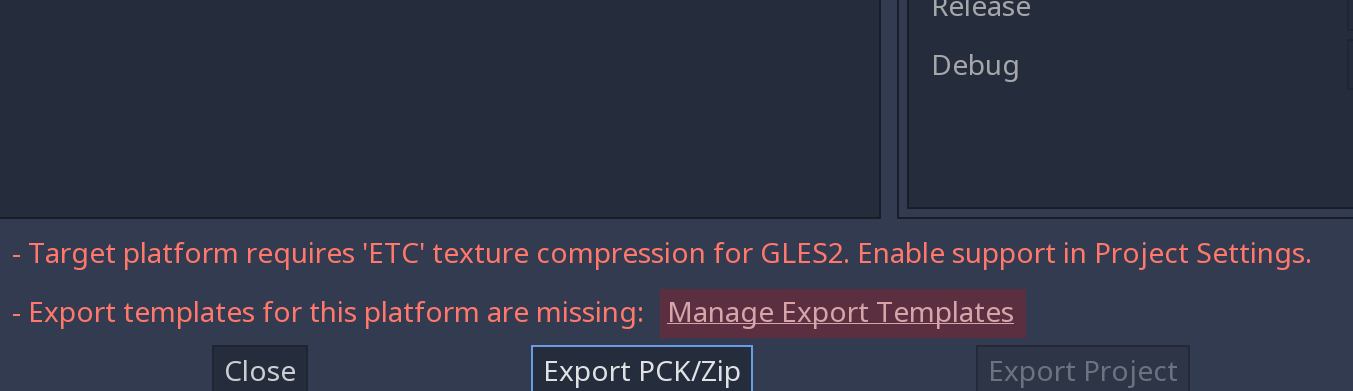 Release
Debug
- Target platform requires 'ETC' texture compression for GLES2. Enable support in Project Settings.
- Export templates for this platform are missing: Manage Export Templates
Close Export PCK/Zip Export Project